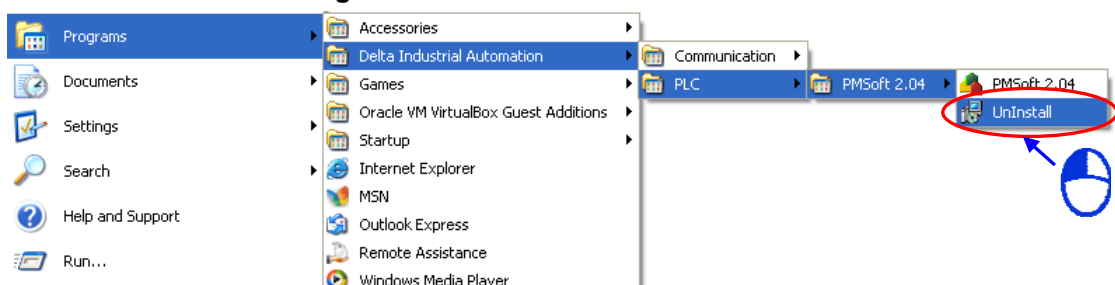 Programs
Documents
Settings
Search
Help and Support
Run...
Accessories
Delta Industrial Automation
Games
Oracle VM VirtualBox Guest Additions
Startup
Internet Explorer
MSN
Outlook Express
Remote Assistance
Windows Media Player
Communication
PLC
PMSoft 2.04
PMSoft 2.04
UnInstall